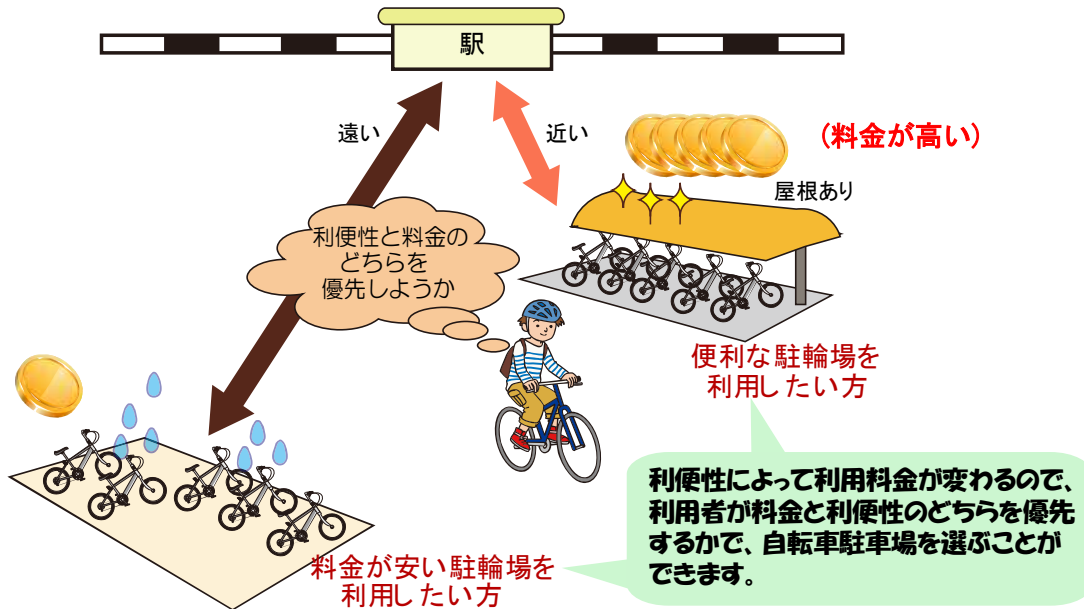 駅
遠い
近い
(料金が高い)
屋根あり
利便性と料金の
どちらを
優先しようか
便利な駐輪場を
利用したい方
利便性によって利用料金が変わるので、
利用者が料金と利便性のどちらを優先
するかで、自転車駐車場を選ぶことが
できます。
料金が安い駐輪場を
利用したい方